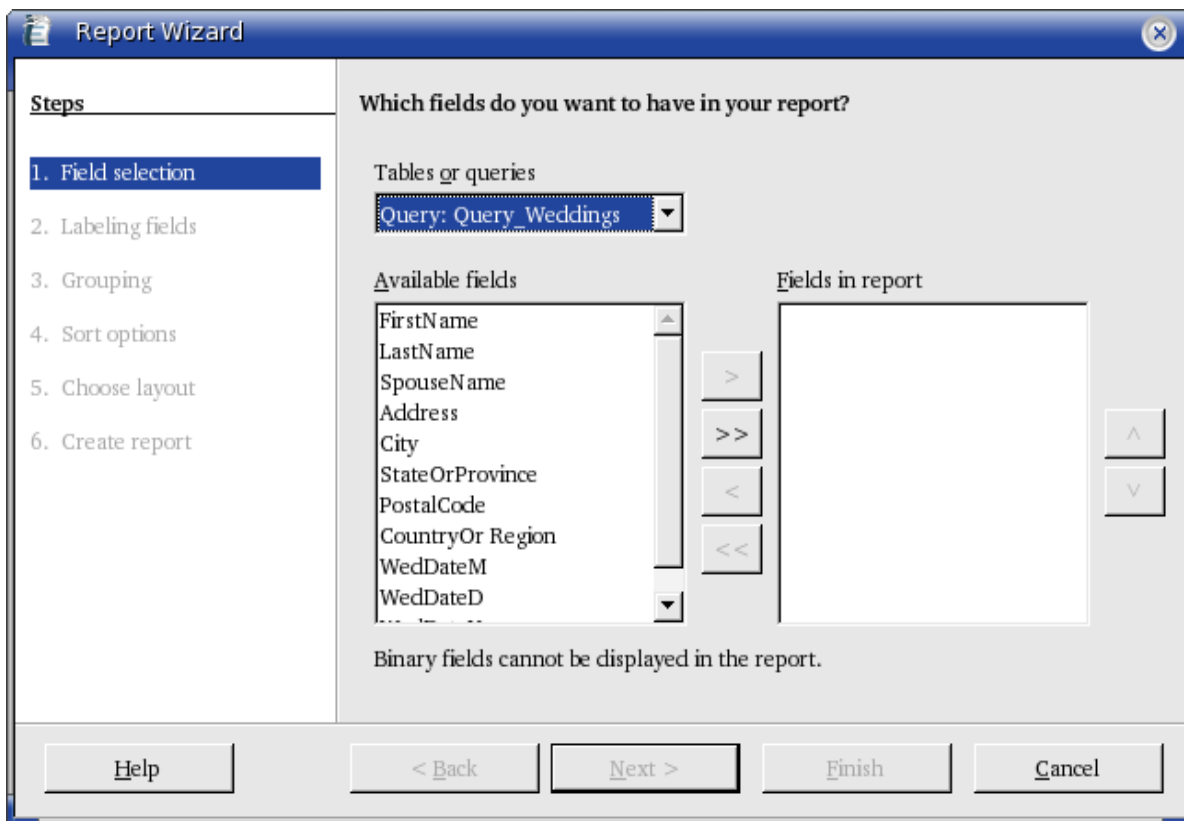 Report Wizard
Steps
1. Field selection
2. Labeling fields
3. Grouping
4. Sort options
5. Choose layout
6. Create report
Which fields do you want to have in your report?
Tables or queries
Query: Query_Weddings
Available fields
FirstName
LastName
SpouseName
Address
City
StateOrProvince
PostalCode
CountryOr Region
WedDateM
WedDateD
>
>>
<
<<
Fields in report
Binary fields cannot be displayed in the report.
Help
< Back
Next >
Finish
Cancel